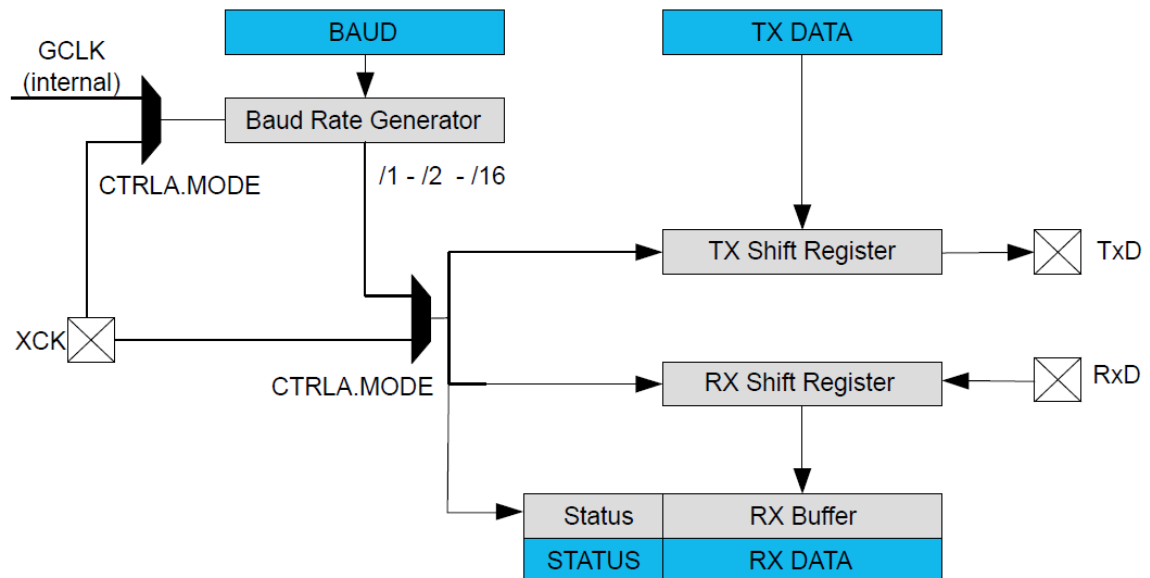 BAUD
TX DATA
GCLK
(internal)
Baud Rate Generator
/1 - /2 - /16
CTRLA.MODE
TX Shift Register
TxD
XCK
CTRLA.MODE
RX Shift Register
RxD
Status
RX Buffer
STATUS
RX DATA